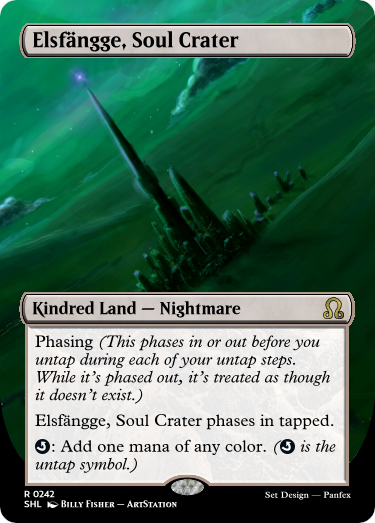 Elsfängge, Soul Crater
Kindred Land — Nightmare
Phasing (This phases in or out before you
untap during each of your untap steps.
While it's phased out, it's treated as though
it doesn't exist.)
Elsfängge, Soul Crater phases in tapped.
: Add one mana of any color. ( is the
untap symbol.)
R 0242
SHL Billy Fisher — ArtStation
Set Design — Panfex